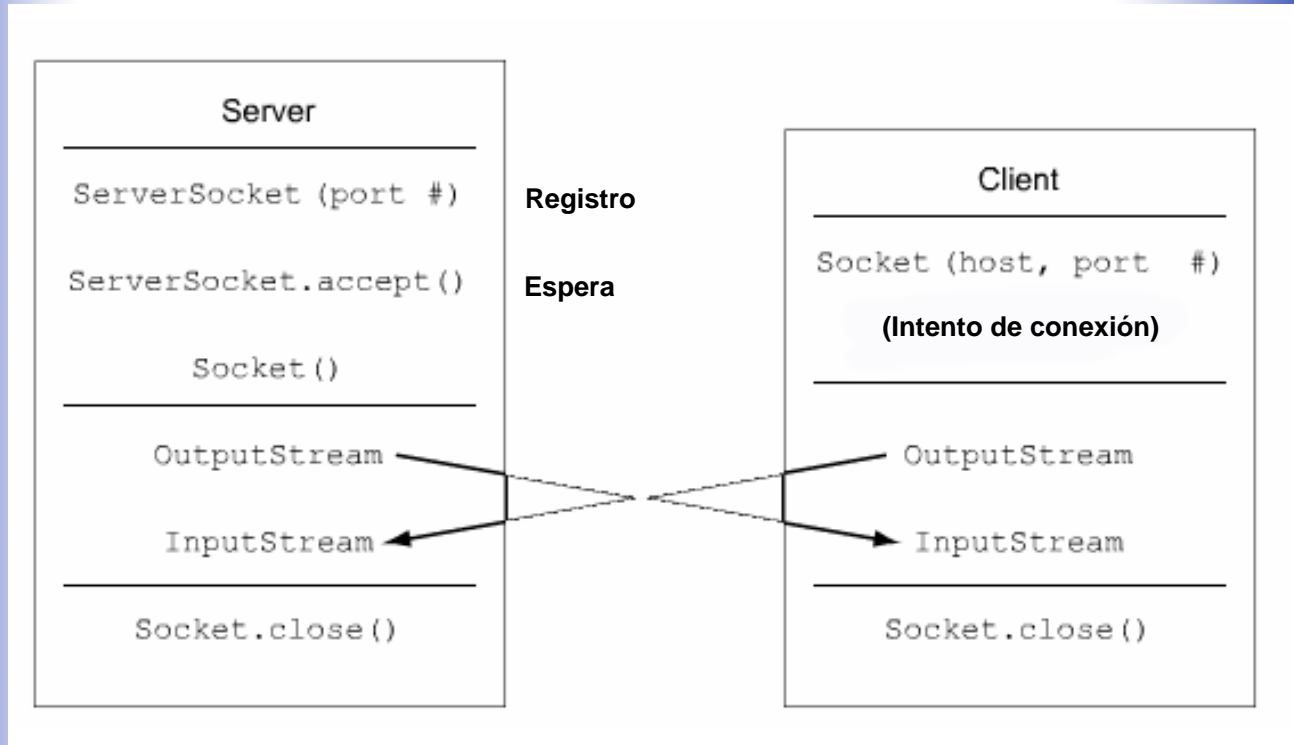 Server
ServerSocket (port #)
Registro
ServerSocket.accept()
Espera
Socket()
OutputStream
InputStream
Socket.close()
Client
Socket (host, port #)
(Intento de conexión)
OutputStream
InputStream
Socket.close()